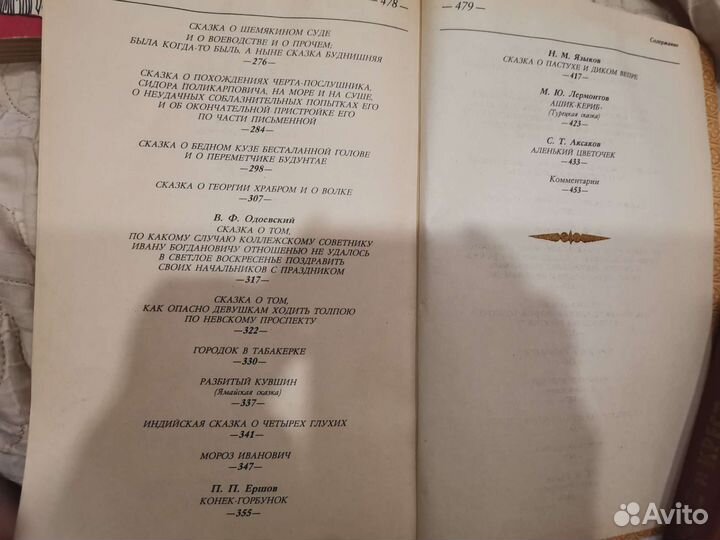 — 478 —
СКАЗКА О ШЕМЯКИНОМ СУДЕ
И О ВОЕВОДСТВЕ И О ПРОЧЕМ;
БЫЛА КОГДА-ТО БЫЛЬ, А НЫНЕ СКАЗКА БУДНИШНЯЯ
—276—
СКАЗКА О ПОХОЖДЕНИЯХ ЧЕРТА-ПОСЛУШНИКА,
СИДОРА ПОЛИКАРПОВИЧА, НА МОРЕ И НА СУШЕ,
О НЕУДАЧНЫХ СОБЛАЗНИТЕЛЬНЫХ ПОПЫТКАХ ЕГО
И ОБ ОКОНЧАТЕЛЬНОЙ ПРИСТРОЙКЕ ЕГО
ПО ЧАСТИ ПИСЬМЕННОЙ
—284—
СКАЗКА О БЕДНОМ КУЗЕ БЕСТАЛАННОЙ ГОЛОВЕ
И О ПЕРЕМЕТЧИКЕ БУДУНТАЕ
—298—
СКАЗКА О ГЕОРГИИ ХРАБРОМ И О ВОЛКЕ
—307—
В. Ф. Одоевский
СКАЗКА О ТОМ,
ПО КАКОМУ СЛУЧАЮ КОЛЛЕЖСКОМУ СОВЕТНИКУ
ИВАНУ БОГДАНОВИЧУ ОТНОШЕНЬЮ НЕ УДАЛОСЬ
В СВЕТЛОЕ ВОСКРЕСЕНЬЕ ПОЗДРАВИТЬ
СВОИХ НАЧАЛЬНИКОВ С ПРАЗДНИКОМ
—317—
СКАЗКА О ТОМ,
КАК ОПАСНО ДЕВУШКАМ ХОДИТЬ ТОЛПОЮ
ПО НЕВСКОМУ ПРОСПЕКТУ
—322—
ГОРОДОК В ТАБАКЕРКЕ
—330—
РАЗБИТЫЙ КУВШИН
(Ямайская сказка)
—337—
ИНДИЙСКАЯ СКАЗКА О ЧЕТЫРЕХ ГЛУХИХ
—341—
МОРОЗ ИВАНОВИЧ
—347—
П. П. Ершов
КОНЕК-ГОРБУНОК
—355—
— 479 —
Содержание
Н. М. Языков
СКАЗКА О ПАСТУХЕ И ДИКОМ ВЕПРЕ
—417—
М. Ю. Лермонтов
АШИК-КЕРИБ
(Турецкая сказка)
—423—
С. Т. Аксаков
АЛЕНЬКИЙ ЦВЕТОЧЕК
—433—
Комментарии
—453—
Avito